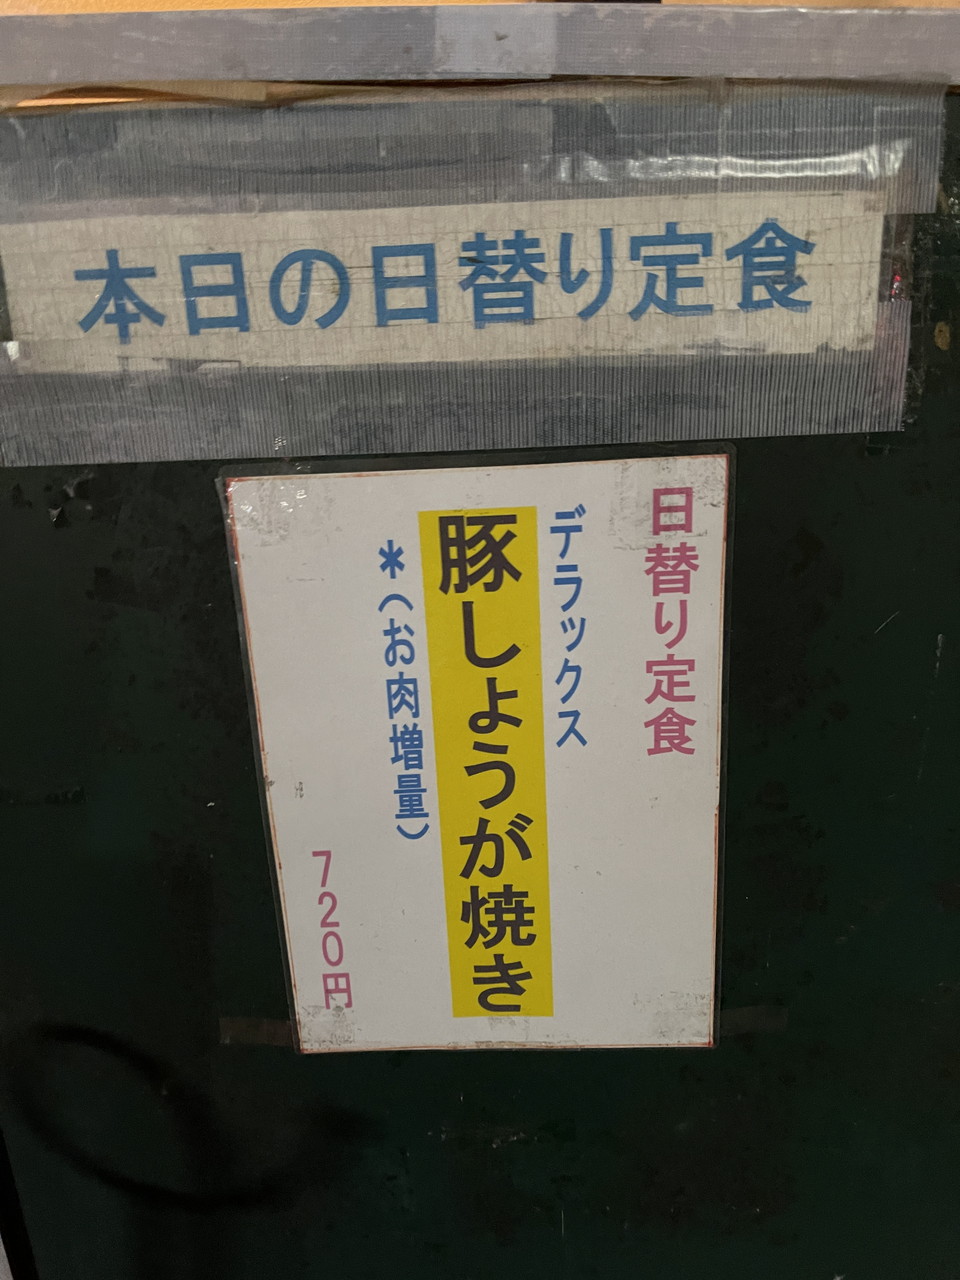 本日の日替り定食
日替り定食
デラックス
豚しょうが焼き
＊（お肉増量）
720円